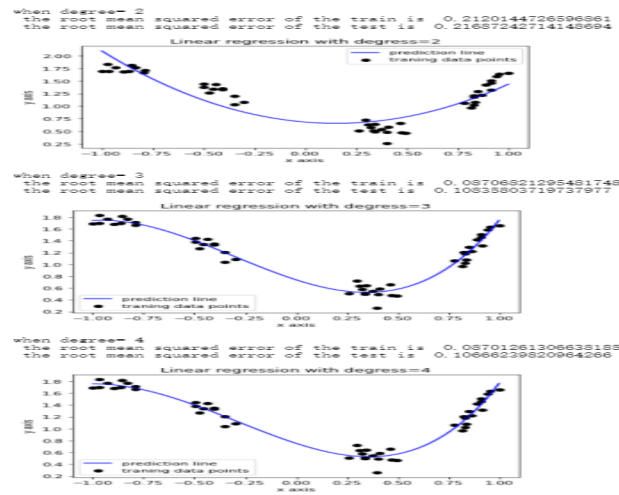 when degree= 2
the root mean squared error of the train is 0.2120144726596861
the root mean squared error of the test is 0.21687242714148694
Linear regression with degress=2
prediction line
traning data points
y axis
2.00
1.75
1.50
1.25
1.00
0.75
0.50
0.25
−1.00 −0.75 −0.50 −0.25 0.00 0.25 0.50 0.75 1.00
x axis
when degree= 3
the root mean squared error of the train is 0.08706821295481748
the root mean squared error of the test is 0.10835803719737977
Linear regression with degress=3
y axis
1.8
1.6
1.4
1.2
1.0
0.8
0.6
0.4
0.2
prediction line
traning data points
−1.00 −0.75 −0.50 −0.25 0.00 0.25 0.50 0.75 1.00
x axis
when degree= 4
the root mean squared error of the train is 0.08701261306638188
the root mean squared error of the test is 0.10666239820964266
Linear regression with degress=4
y axis
1.8
1.6
1.4
1.2
1.0
0.8
0.6
0.4
0.2
prediction line
traning data points
−1.00 −0.75 −0.50 −0.25 0.00 0.25 0.50 0.75 1.00
x axis